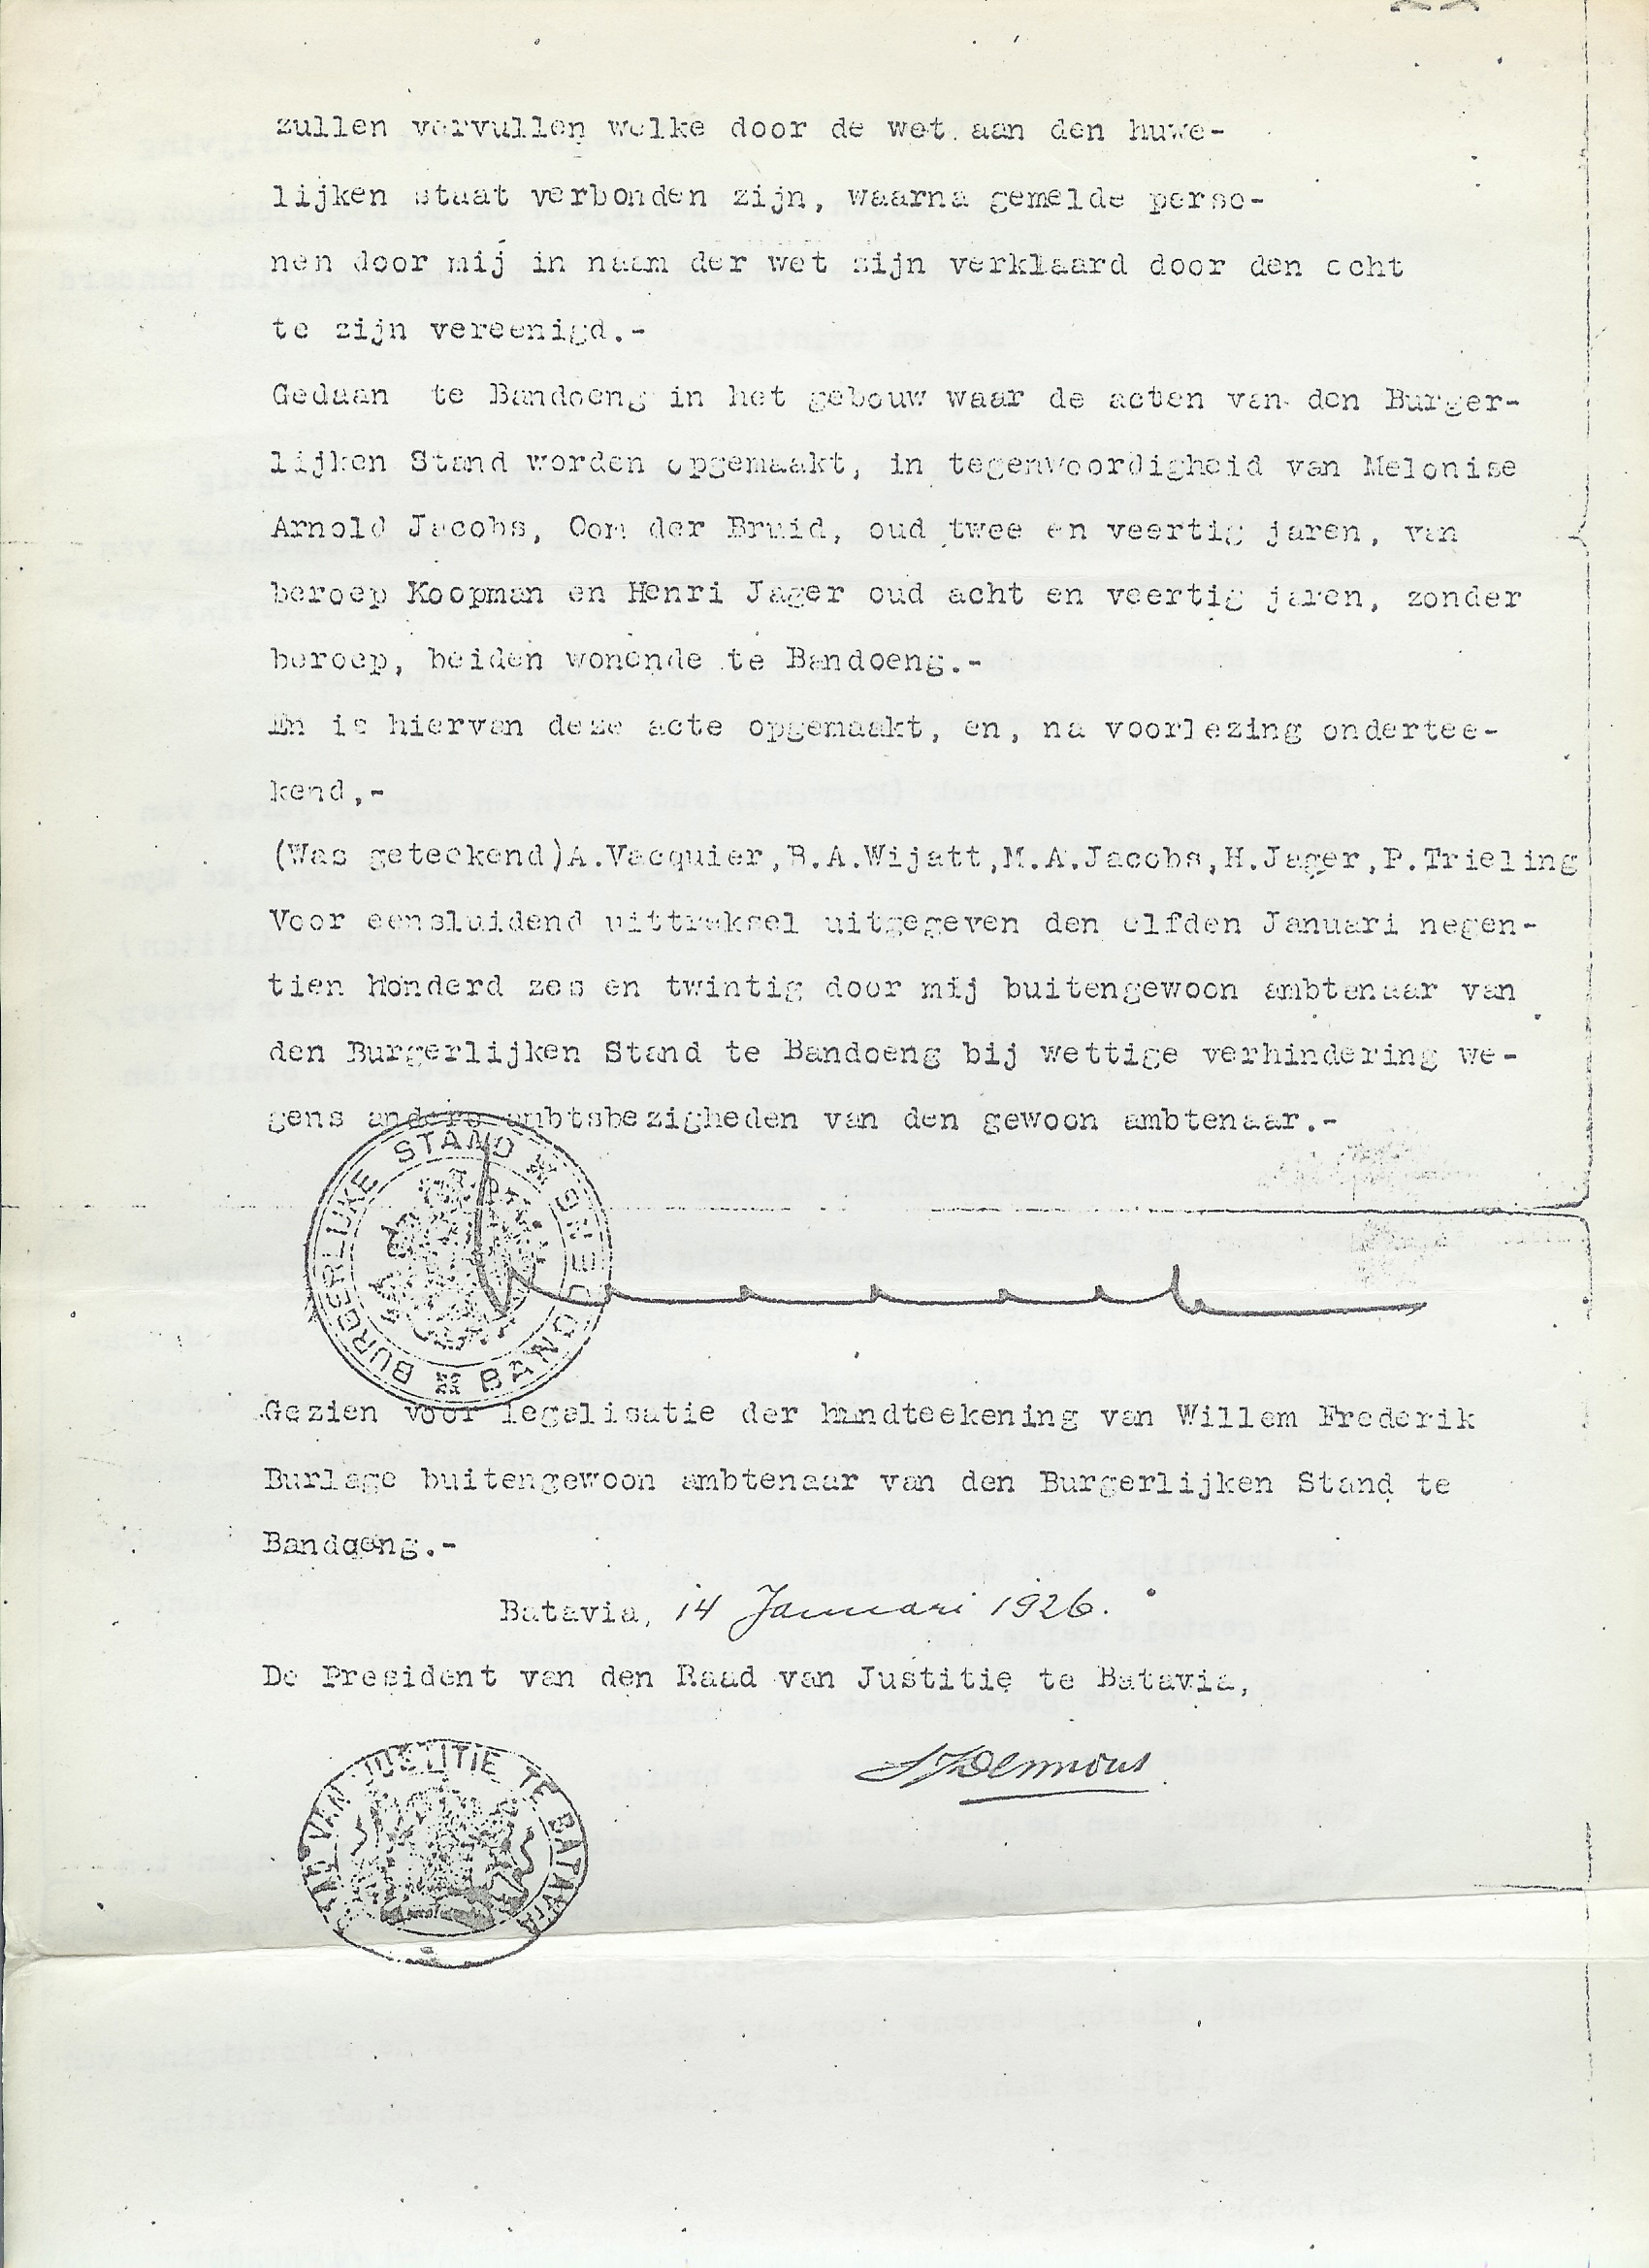 zullen vervullen welke door de wet aan den huwe-
lijken staat verbonden zijn, waarna gemelde perso-
nen door mij in naam der wet zijn verklaard door den echt
te zijn vereenigd.-
Gedaan te Bandoeng in het gebouw waar de acten van den Burger-
lijken Stand worden opgemaakt, in tegenwoordigheid van Melonise
Arnold Jacobs, Oom der Bruid, oud twee en veertig jaren, van
beroep Koopman en Henri Jager oud acht en veertig jaren, zonder
beroep, beiden wonende te Bandoeng.-
En is hiervan deze acte opgemaakt, en, na voorlezing ondertee-
kend,-
(Was geteekend)A.Vacquier,B.A.Wijatt,M.A.Jacobs,H.Jager,P.Trieling
Voor eensluidend uittreksel uitgegeven den elfden Januari negen-
tien Honderd zes en twintig door mij buitengewoon ambtenaar van
den Burgerlijken Stand te Bandoeng bij wettige verhindering we-
gens andere ambtsbezigheden van den gewoon ambtenaar.-
BURGERLIJKE STAND BANDOENG
Gezien voor legalisatie der handteekening van Willem Frederik
Burlage buitengewoon ambtenaar van den Burgerlijken Stand te
Bandoeng.-
Batavia, 14 Januari 1926.
De President van den Raad van Justitie te Batavia,
VAN JUSTITIE TE BATAVIA